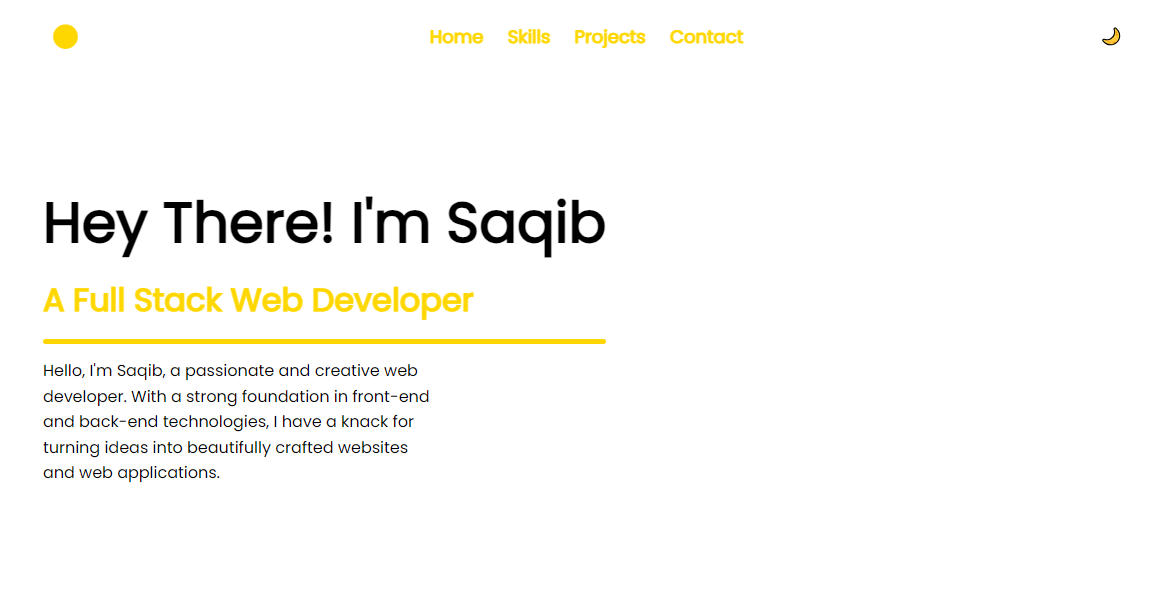 Home Skills Projects Contact
Hey There! I'm Saqib
A Full Stack Web Developer
Hello, I'm Saqib, a passionate and creative web
developer. With a strong foundation in front-end
and back-end technologies, I have a knack for
turning ideas into beautifully crafted websites
and web applications.